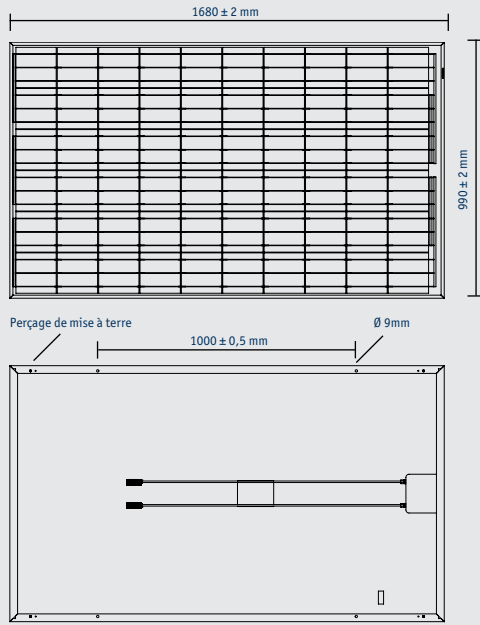 1680 ± 2 mm
990 ± 2 mm
Perçage de mise à terre
Ø 9mm
1000 ± 0,5 mm